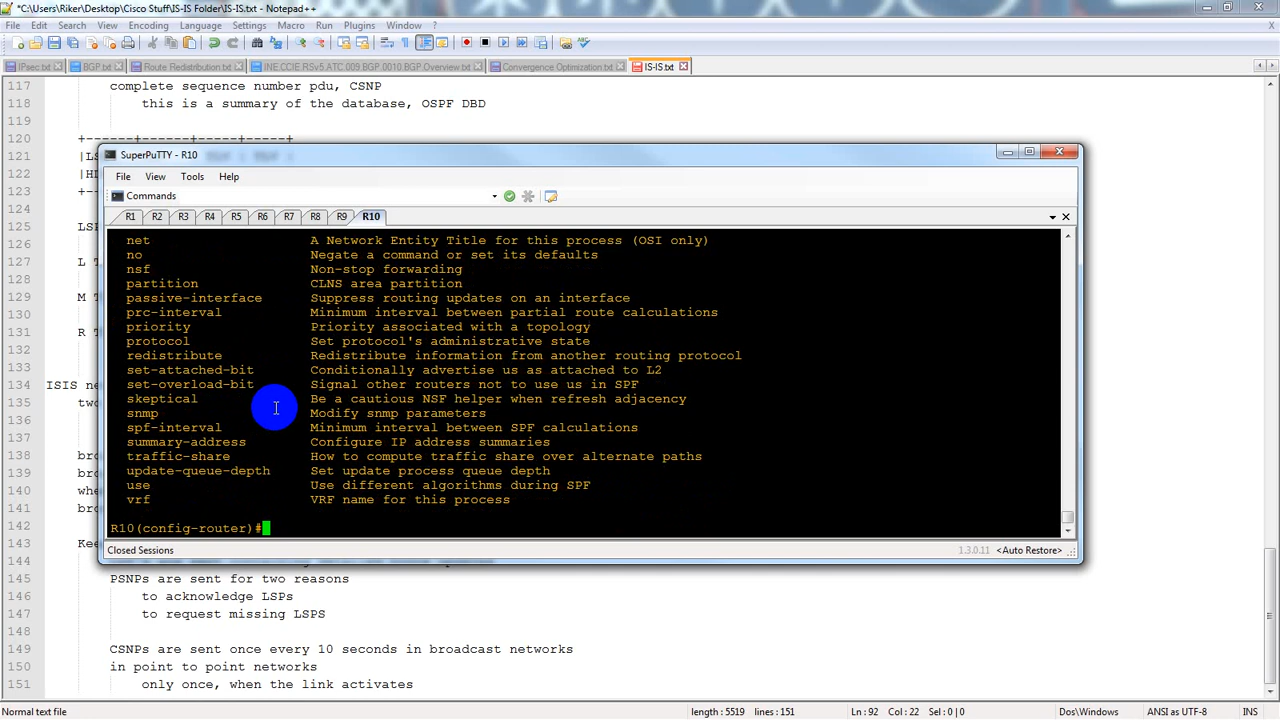 *C:\Users\Riker\Desktop\Cisco Stuff\IS-IS Folder\IS-IS.txt - Notepad++
File Edit Search View Encoding Language Settings Macro Run Plugins Window ?
IPsec.txt BGP.txt Route Redistribution.txt INE.CCIE.RSv5.ATC.009.BGP.0010.BGP.Overview.txt Convergence Optimization.txt IS-IS.txt
117 complete sequence number pdu, CSNP
118 this is a summary of the database, OSPF DBD
119
120 +------+-----+-----+-----+
121 |LS
122 |HD
123 +--
124
125 LSP
126
127 L T
128
129 M T
130
131 R T
132
133
134 ISIS ne
135 two
136
137
138 bro
139 bro
140 whe
141 bro
142
143 Kee
144
145 PSNPs are sent for two reasons
146 to acknowledge LSPs
147 to request missing LSPS
148
149 CSNPs are sent once every 10 seconds in broadcast networks
150 in point to point networks
151 only once, when the link activates
SuperPuTTY - R10
File View Tools Help
Commands
R1 R2 R3 R4 R5 R6 R7 R8 R9 R10
net A Network Entity Title for this process (OSI only)
no Negate a command or set its defaults
nsf Non-stop forwarding
partition CLNS area partition
passive-interface Suppress routing updates on an interface
prc-interval Minimum interval between partial route calculations
priority Priority associated with a topology
protocol Set protocol's administrative state
redistribute Redistribute information from another routing protocol
set-attached-bit Conditionally advertise us as attached to L2
set-overload-bit Signal other routers not to use us in SPF
skeptical Be a cautious NSF helper when refresh adjacency
snmp Modify snmp parameters
spf-interval Minimum interval between SPF calculations
summary-address Configure IP address summaries
traffic-share How to compute traffic share over alternate paths
update-queue-depth Set update process queue depth
use Use different algorithms during SPF
vrf VRF name for this process
R10(config-router)#
Closed Sessions 1.3.0.11 <Auto Restore>
Normal text file length : 5519 lines : 151 Ln : 92 Col : 22 Sel : 0 | 0 Dos\Windows ANSI as UTF-8 INS